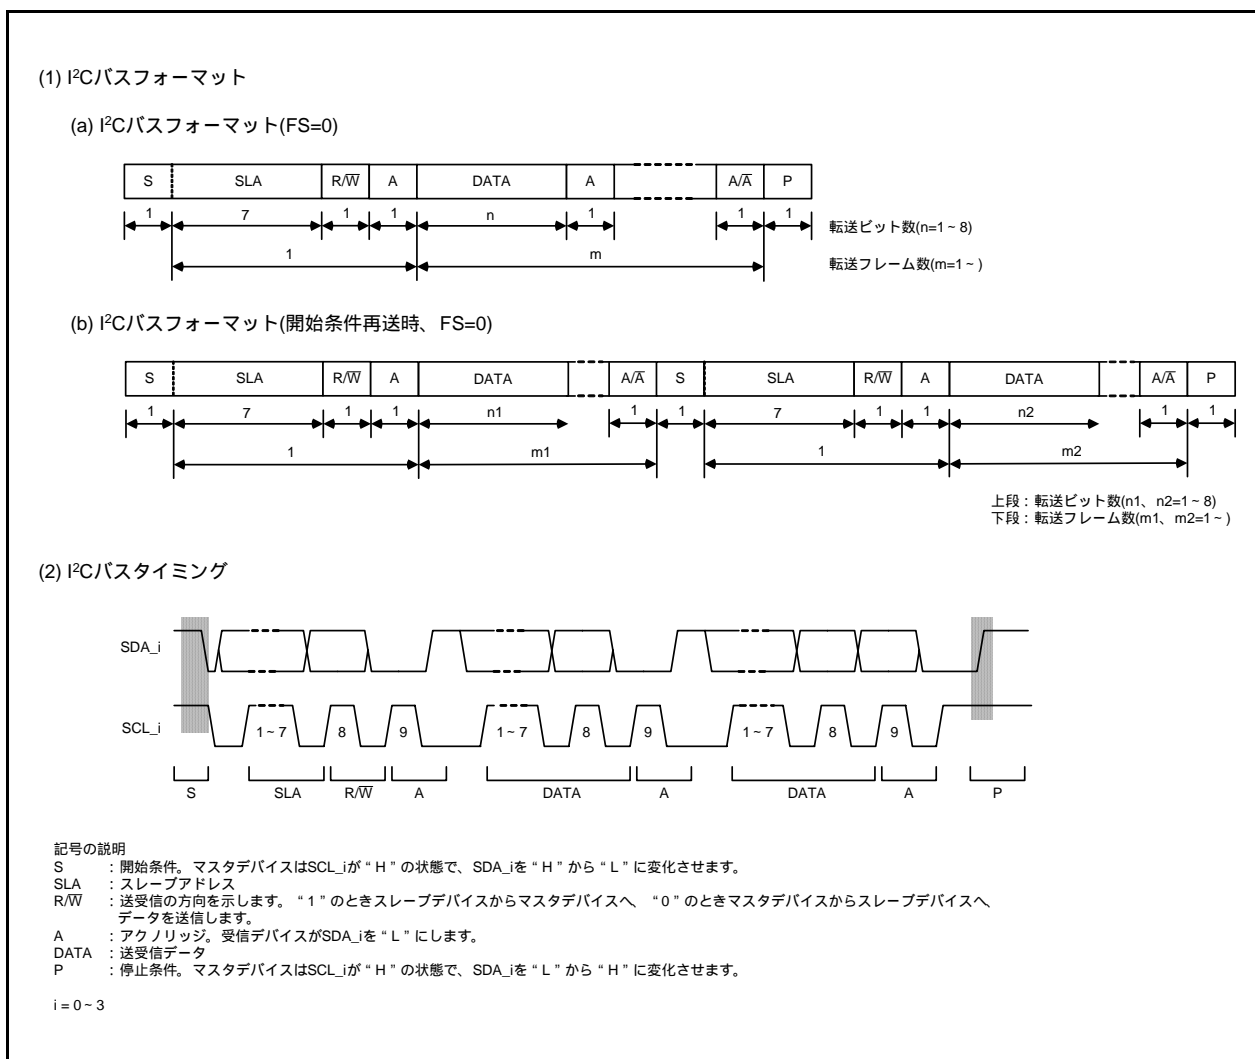 (1) I²Cバスフォーマット
(a) I²Cバスフォーマット(FS=0)
S SLA R/W̅ A DATA A A/A̅ P
1 7 1 1 n 1 1 1 転送ビット数(n=1~8)
1 m 転送フレーム数(m=1~)
(b) I²Cバスフォーマット(開始条件再送時、FS=0)
S SLA R/W̅ A DATA A/A̅ S SLA R/W̅ A DATA A/A̅ P
1 7 1 1 n1 1 1 7 1 1 n2 1 1
1 m1 1 m2
上段:転送ビット数(n1、n2=1~8)
下段:転送フレーム数(m1、m2=1~)
(2) I²Cバスタイミング
SDA_i
SCL_i 1~7 8 9 1~7 8 9 1~7 8 9
S SLA R/W̅ A DATA A DATA A P
記号の説明
S :開始条件。マスタデバイスはSCL_iが“H”の状態で、SDA_iを“H”から“L”に変化させます。
SLA :スレーブアドレス
R/W̅ :送受信の方向を示します。“1”のときスレーブデバイスからマスタデバイスへ、“0”のときマスタデバイスからスレーブデバイスへ、
データを送信します。
A :アクノリッジ。受信デバイスがSDA_iを“L”にします。
DATA :送受信データ
P :停止条件。マスタデバイスはSCL_iが“H”の状態で、SDA_iを“L”から“H”に変化させます。
i=0~3